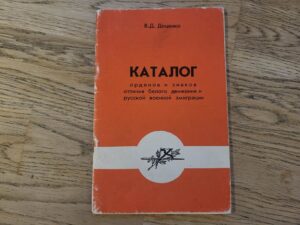 В.Д. Доценко
КАТАЛОГ
орденов и знаков
отличия белого движения и
русской военной эмиграции